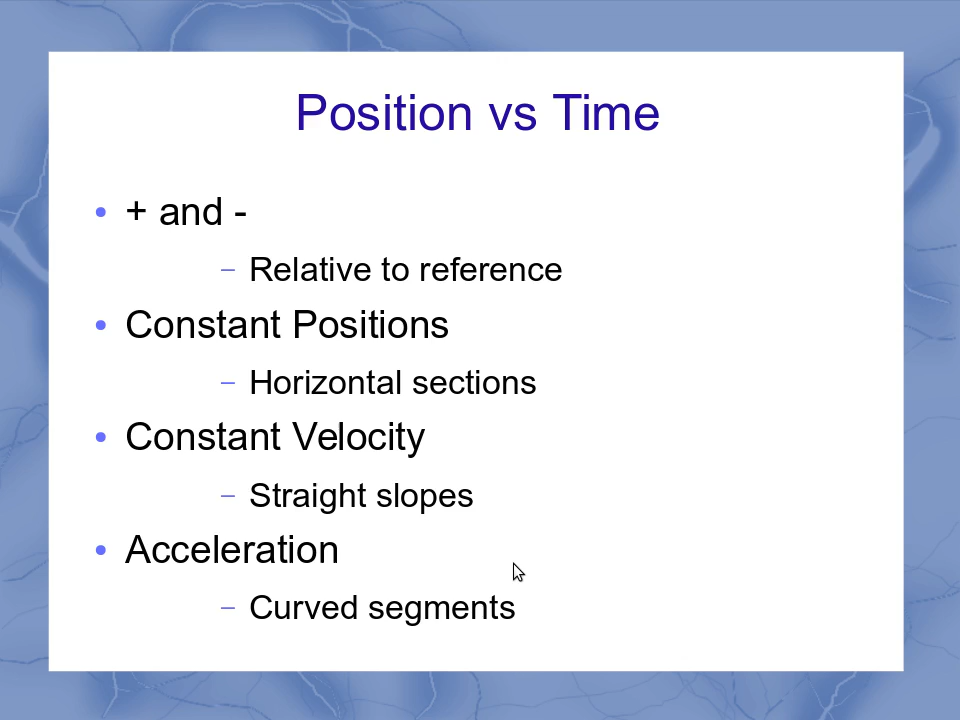 Position vs Time
• + and -
– Relative to reference
• Constant Positions
– Horizontal sections
• Constant Velocity
– Straight slopes
• Acceleration
– Curved segments